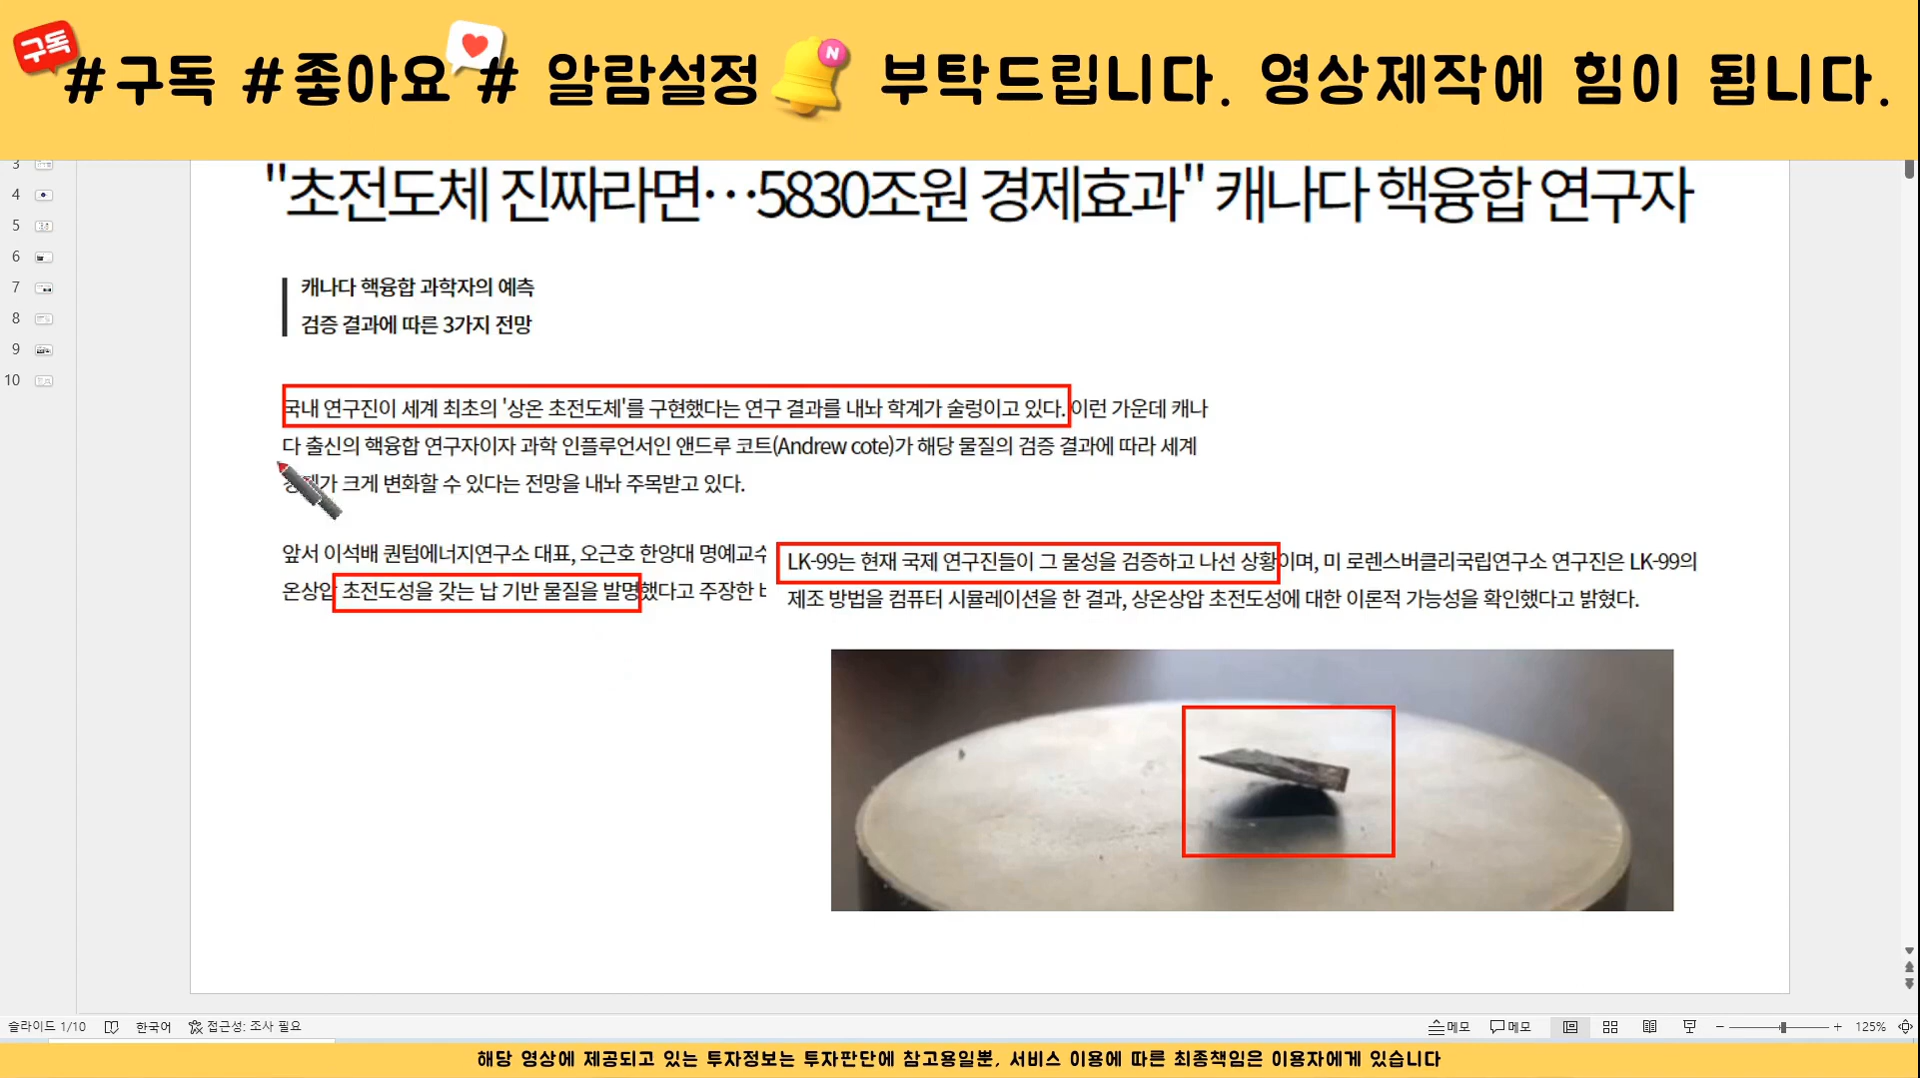 구독
#구독 #좋아요 # 알람설정 N 부탁드립니다. 영상제작에 힘이 됩니다.
3
4
5
6
7
8
9
10
"초전도체 진짜라면…5830조원 경제효과" 캐나다 핵융합 연구자
캐나다 핵융합 과학자의 예측
검증 결과에 따른 3가지 전망
국내 연구진이 세계 최초의 '상온 초전도체'를 구현했다는 연구 결과를 내놔 학계가 술렁이고 있다. 이런 가운데 캐나
다 출신의 핵융합 연구자이자 과학 인플루언서인 앤드루 코트(Andrew cote)가 해당 물질의 검증 결과에 따라 세계
크게 변화할 수 있다는 전망을 내놔 주목받고 있다.
앞서 이석배 퀀텀에너지연구소 대표, 오근호 한양대 명예교수
온상압 초전도성을 갖는 납 기반 물질을 발명했다고 주장한
LK-99는 현재 국제 연구진들이 그 물성을 검증하고 나선 상황이며, 미 로렌스버클리국립연구소 연구진은 LK-99의
제조 방법을 컴퓨터 시뮬레이션을 한 결과, 상온상압 초전도성에 대한 이론적 가능성을 확인했다고 밝혔다.
슬라이드 1/10 한국어 접근성: 조사 필요 메모 메모 125%
해당 영상에 제공되고 있는 투자정보는 투자판단에 참고용일뿐, 서비스 이용에 따른 최종책임은 이용자에게 있습니다